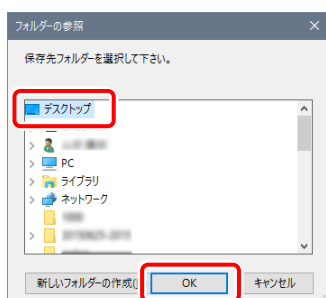 フォルダーの参照
保存先フォルダーを選択して下さい。
デスクトップ
PC
ライブラリ
ネットワーク
新しいフォルダーの作成(
OK
キャンセル